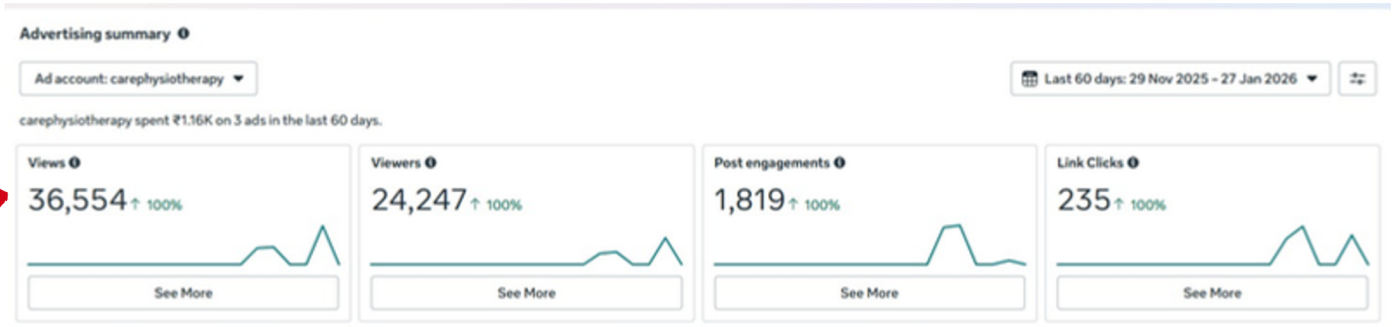 Advertising summary
Ad account: carephysiotherapy
Last 60 days: 29 Nov 2025 - 27 Jan 2026
carephysiotherapy spent ₹1.16K on 3 ads in the last 60 days.
Views
36,554 ↑ 100%
See More
Viewers
24,247 ↑ 100%
See More
Post engagements
1,819 ↑ 100%
See More
Link Clicks
235 ↑ 100%
See More